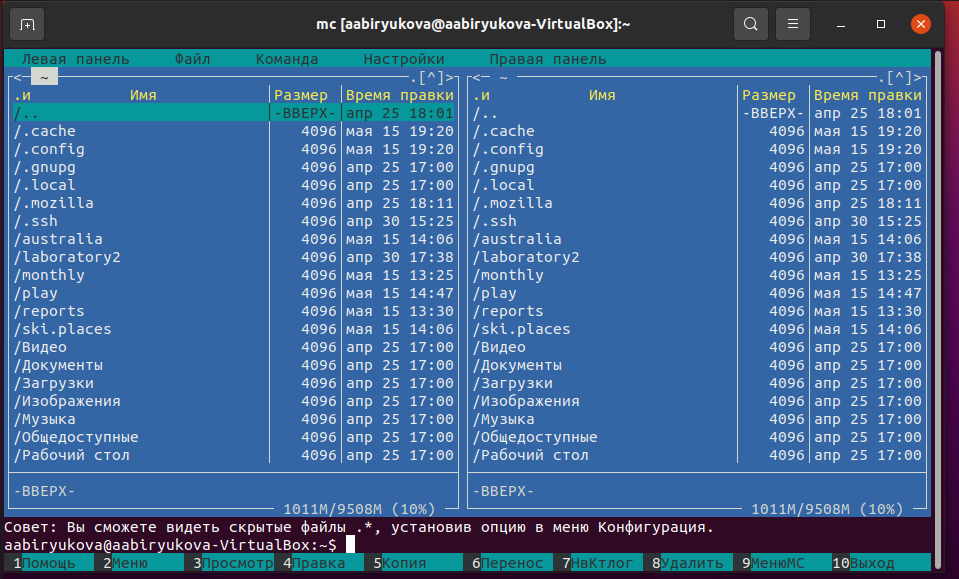 mc [aabiryukova@aabiryukova-VirtualBox]:~
Левая панель Файл Команда Настройки Правая панель
<─ ~ .[^]> <─ ~ .[^]>
.и Имя Размер Время правки .и Имя Размер Время правки
/.. -ВВЕРХ- апр 25 18:01 /.. -ВВЕРХ- апр 25 18:01
/.cache 4096 мая 15 19:20 /.cache 4096 мая 15 19:20
/.config 4096 мая 15 19:20 /.config 4096 мая 15 19:20
/.gnupg 4096 апр 25 17:00 /.gnupg 4096 апр 25 17:00
/.local 4096 апр 25 17:00 /.local 4096 апр 25 17:00
/.mozilla 4096 апр 25 18:11 /.mozilla 4096 апр 25 18:11
/.ssh 4096 апр 30 15:25 /.ssh 4096 апр 30 15:25
/australia 4096 мая 15 14:06 /australia 4096 мая 15 14:06
/laboratory2 4096 апр 30 17:38 /laboratory2 4096 апр 30 17:38
/monthly 4096 мая 15 13:25 /monthly 4096 мая 15 13:25
/play 4096 мая 15 14:47 /play 4096 мая 15 14:47
/reports 4096 мая 15 13:30 /reports 4096 мая 15 13:30
/ski.places 4096 мая 15 14:06 /ski.places 4096 мая 15 14:06
/Видео 4096 апр 25 17:00 /Видео 4096 апр 25 17:00
/Документы 4096 апр 25 17:00 /Документы 4096 апр 25 17:00
/Загрузки 4096 апр 25 17:00 /Загрузки 4096 апр 25 17:00
/Изображения 4096 апр 25 17:00 /Изображения 4096 апр 25 17:00
/Музыка 4096 апр 25 17:00 /Музыка 4096 апр 25 17:00
/Общедоступные 4096 апр 25 17:00 /Общедоступные 4096 апр 25 17:00
/Рабочий стол 4096 апр 25 17:00 /Рабочий стол 4096 апр 25 17:00
-ВВЕРХ- -ВВЕРХ-
1011M/9508M (10%) 1011M/9508M (10%)
Совет: Вы сможете видеть скрытые файлы .*, установив опцию в меню Конфигурация.
aabiryukova@aabiryukova-VirtualBox:~$
1Помощь 2Меню 3Просмотр 4Правка 5Копия 6Перенос 7НвКтлог 8Удалить 9МенюMC 10Выход